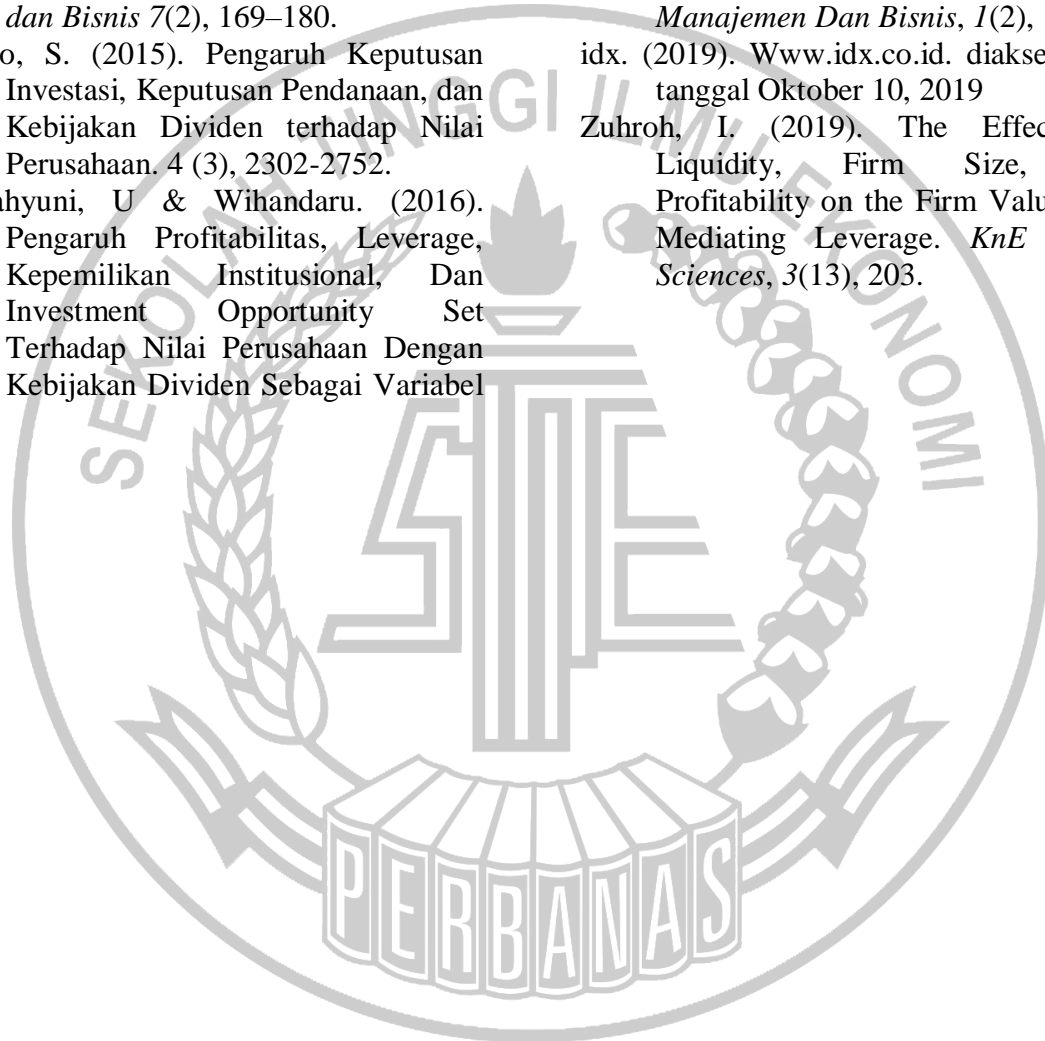 dan Bisnis 7(2), 169–180.
o, S. (2015). Pengaruh Keputusan
Investasi, Keputusan Pendanaan, dan
Kebijakan Dividen terhadap Nilai
Perusahaan. 4 (3), 2302-2752.
ahyuni, U & Wihandaru. (2016).
Pengaruh Profitabilitas, Leverage,
Kepemilikan Institusional, Dan
Investment Opportunity Set
Terhadap Nilai Perusahaan Dengan
Kebijakan Dividen Sebagai Variabel
Manajemen Dan Bisnis, 1(2),
idx. (2019). Www.idx.co.id. diakse
tanggal Oktober 10, 2019
Zuhroh, I. (2019). The Effec
Liquidity, Firm Size,
Profitability on the Firm Valu
Mediating Leverage. KnE
Sciences, 3(13), 203.
SEKOLAH TINGGI ILMU EKONOMI
STIE
PERBANAS